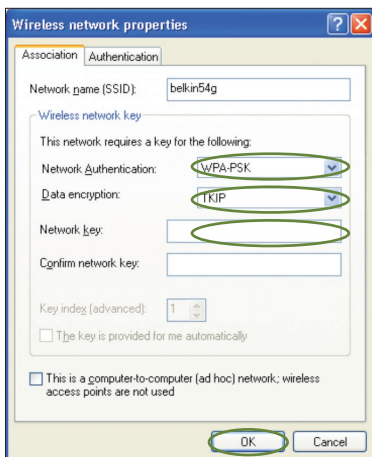 Wireless network properties
Association Authentication
Network name (SSID): belkin54g
Wireless network key
This network requires a key for the following:
Network Authentication: WPA-PSK
Data encryption: TKIP
Network key:
Confirm network key:
Key index (advanced): 1
The key is provided for me automatically
This is a computer-to-computer (ad hoc) network; wireless
access points are not used
OK Cancel